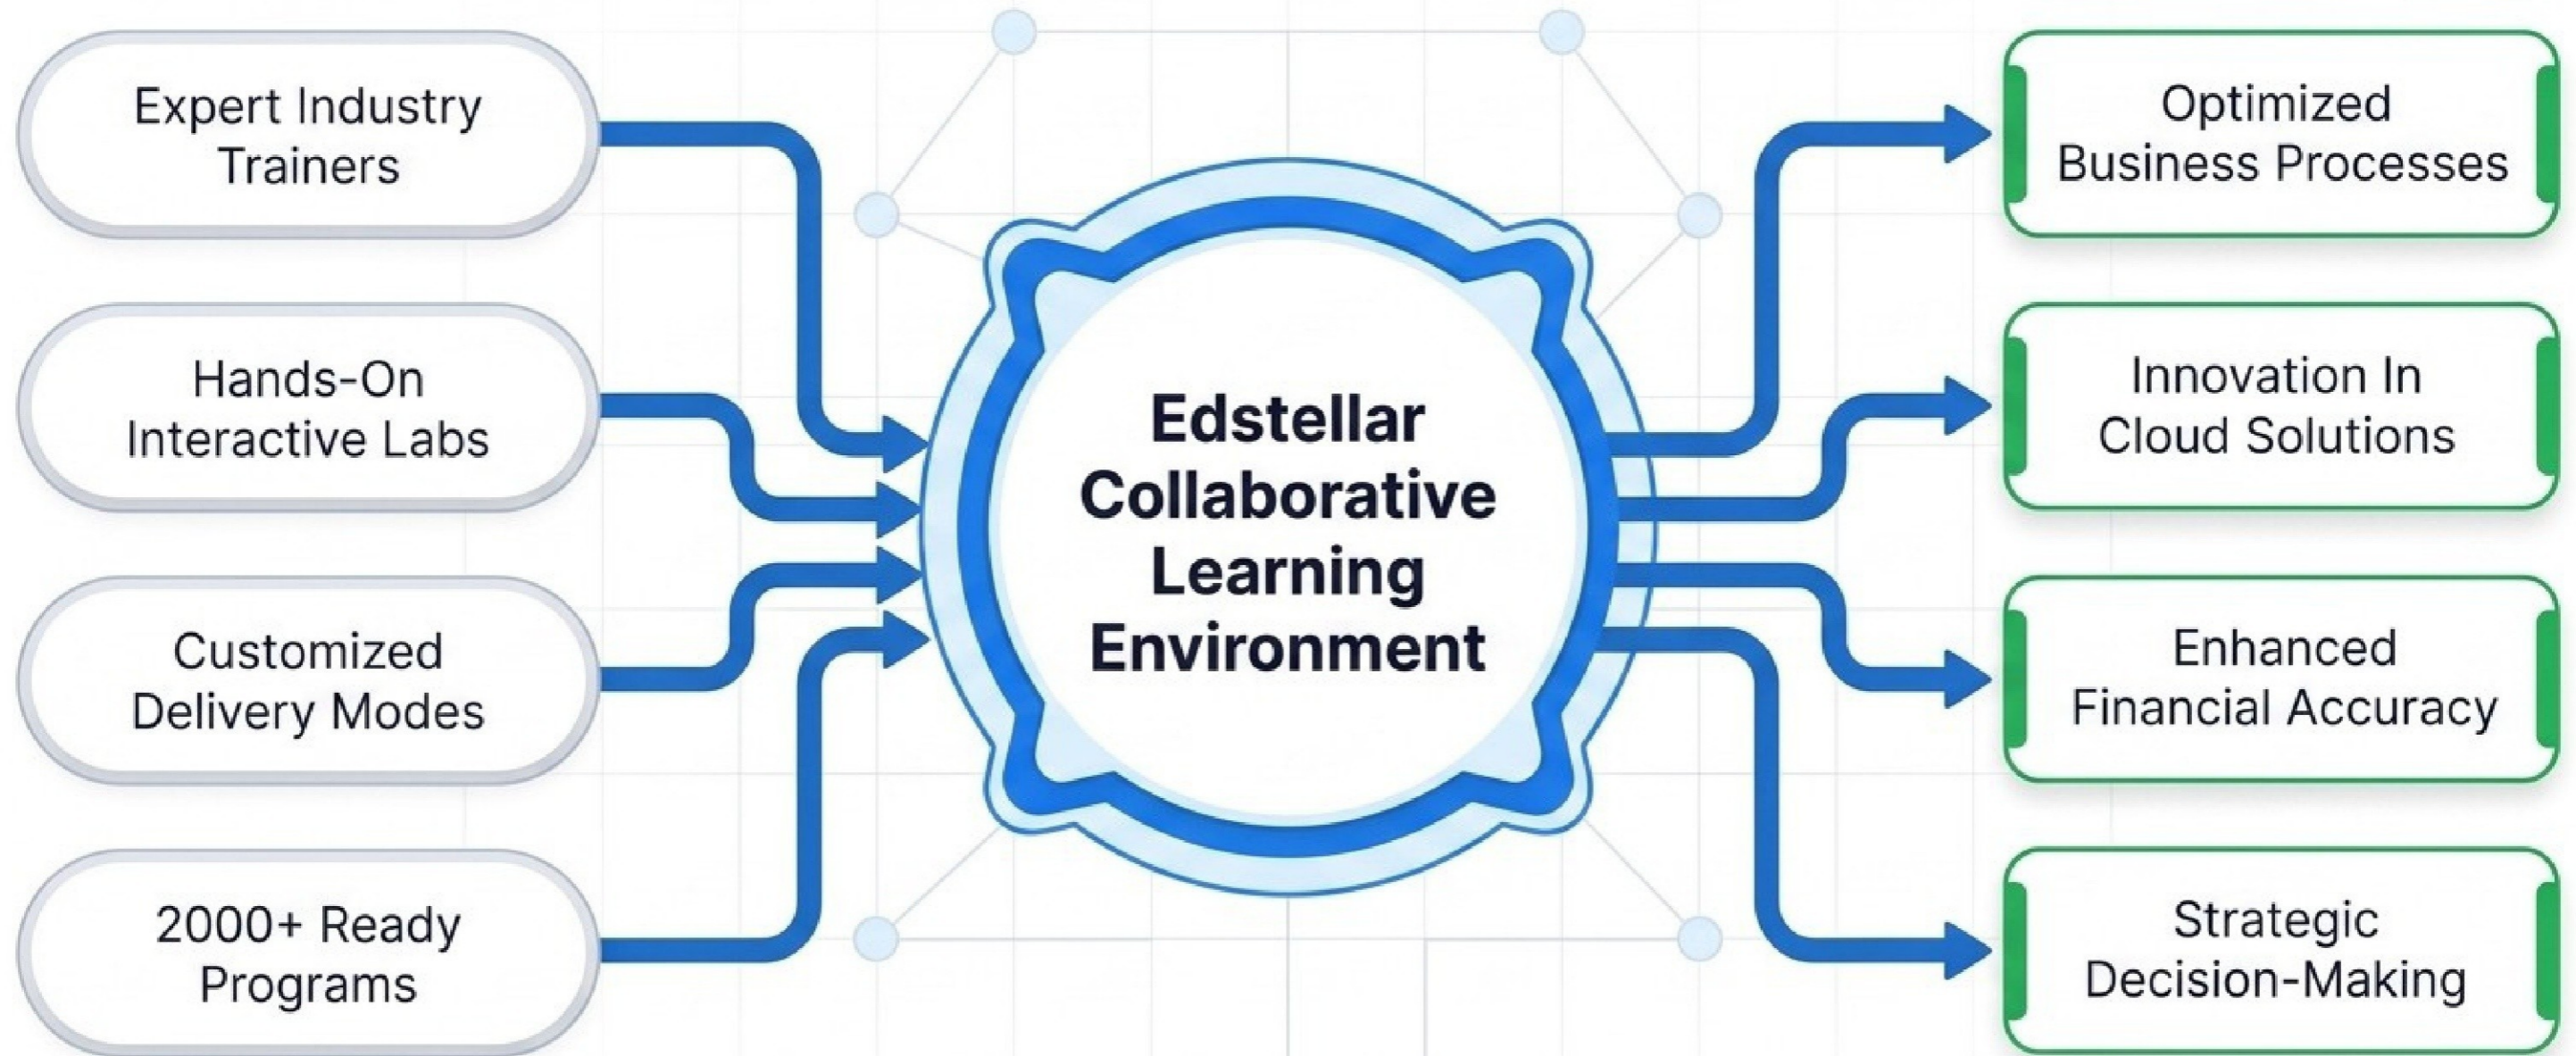 Expert Industry
Trainers
Hands-On
Interactive Labs
Customized
Delivery Modes
2000+ Ready
Programs
Edstellar
Collaborative
Learning
Environment
Optimized
Business Processes
Innovation In
Cloud Solutions
Enhanced
Financial Accuracy
Strategic
Decision-Making